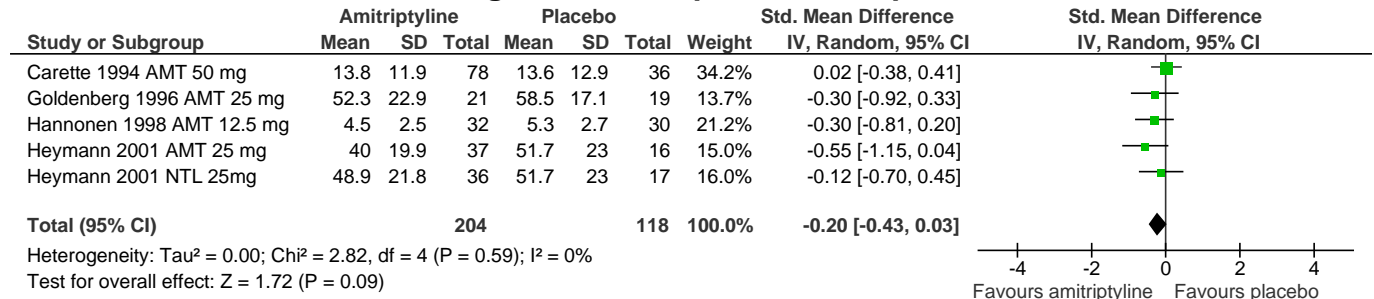 Amitriptyline Placebo Std. Mean Difference Std. Mean Difference
Study or Subgroup Mean SD Total Mean SD Total Weight IV, Random, 95% CI IV, Random, 95% CI
Carette 1994 AMT 50 mg 13.8 11.9 78 13.6 12.9 36 34.2% 0.02 [-0.38, 0.41]
Goldenberg 1996 AMT 25 mg 52.3 22.9 21 58.5 17.1 19 13.7% -0.30 [-0.92, 0.33]
Hannonen 1998 AMT 12.5 mg 4.5 2.5 32 5.3 2.7 30 21.2% -0.30 [-0.81, 0.20]
Heymann 2001 AMT 25 mg 40 19.9 37 51.7 23 16 15.0% -0.55 [-1.15, 0.04]
Heymann 2001 NTL 25mg 48.9 21.8 36 51.7 23 17 16.0% -0.12 [-0.70, 0.45]
Total (95% CI) 204 118 100.0% -0.20 [-0.43, 0.03]
Heterogeneity: Tau² = 0.00; Chi² = 2.82, df = 4 (P = 0.59); I² = 0%
Test for overall effect: Z = 1.72 (P = 0.09)
-4 -2 0 2 4
Favours amitriptyline Favours placebo